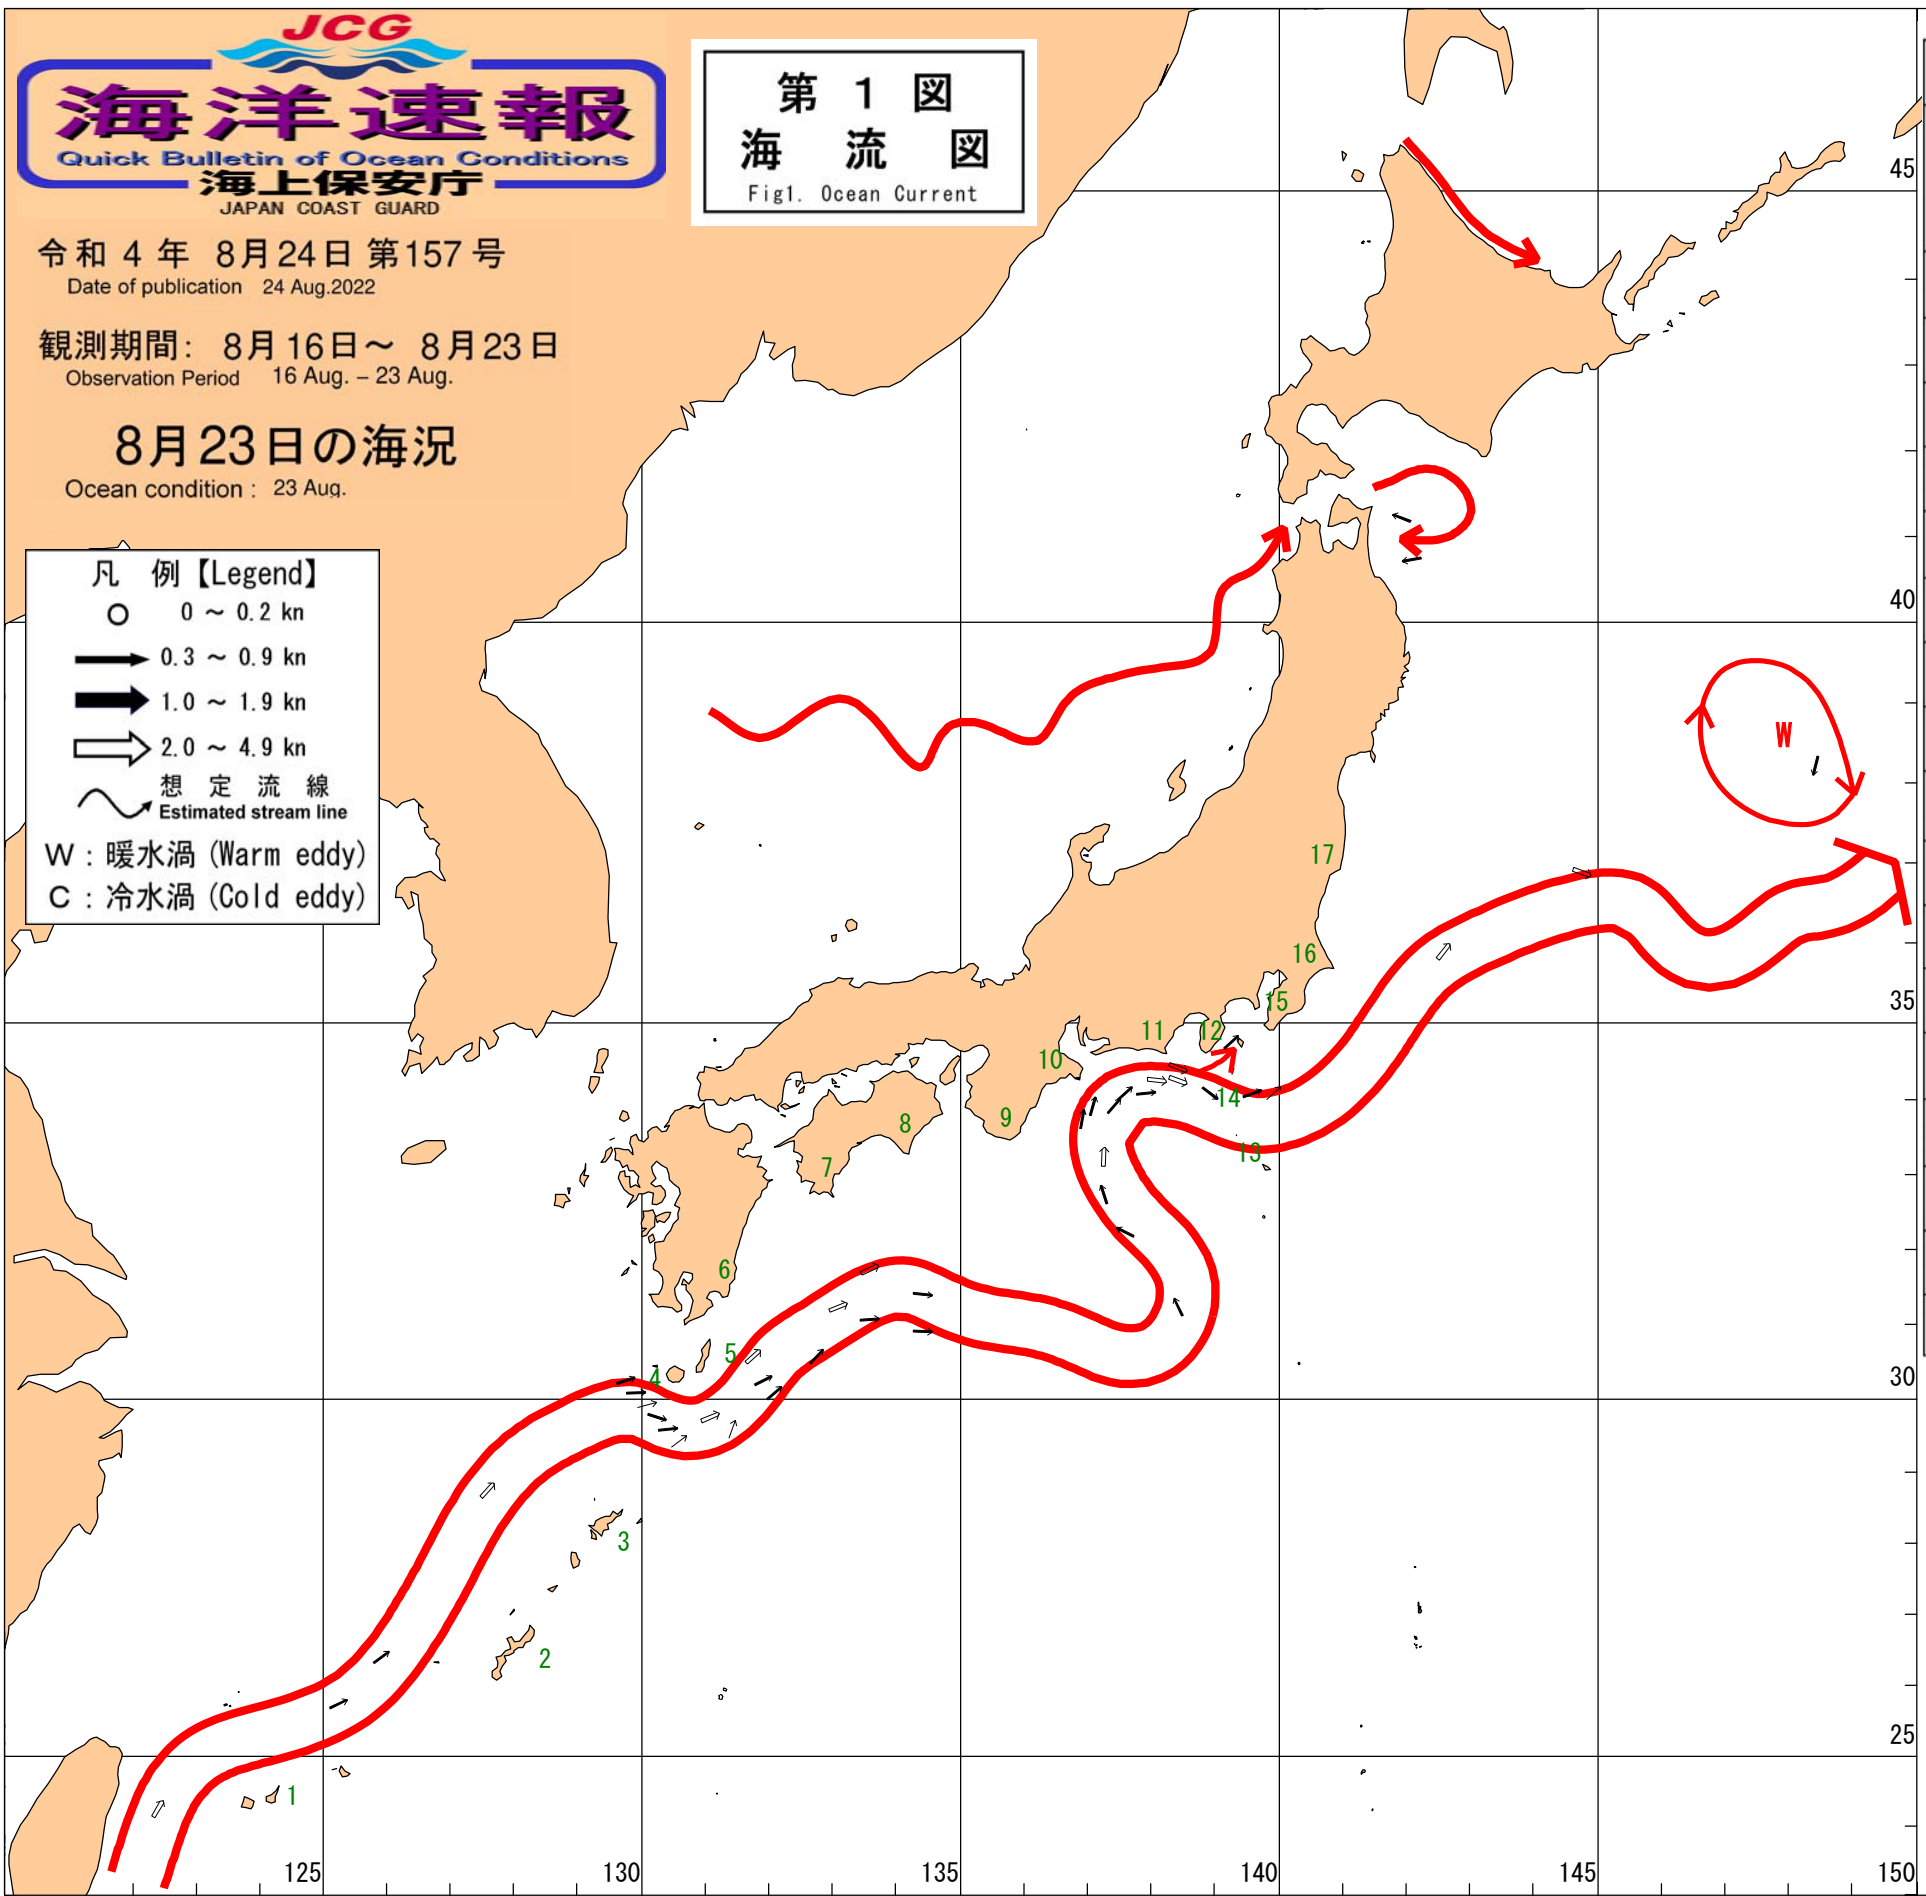 JCG
海洋速報
Quick Bulletin of Ocean Conditions
海上保安庁
JAPAN COAST GUARD
第 1 図
海 流 図
Fig1. Ocean Current
令和 4 年 8月24日 第157 号
Date of publication 24 Aug.2022
観測期間: 8月16日～ 8月23日
Observation Period 16 Aug. – 23 Aug.
8月23日の海況
Ocean condition : 23 Aug.
凡 例【Legend】
0 ～ 0.2 kn
0.3 ～ 0.9 kn
1.0 ～ 1.9 kn
2.0 ～ 4.9 kn
想 定 流 線
Estimated stream line
W : 暖水渦 (Warm eddy)
C : 冷水渦 (Cold eddy)
45
40
W
17
16
35
15
12
11
10
14
9
8
13
7
6
5
4
30
3
2
25
1
125
130
135
140
145
150